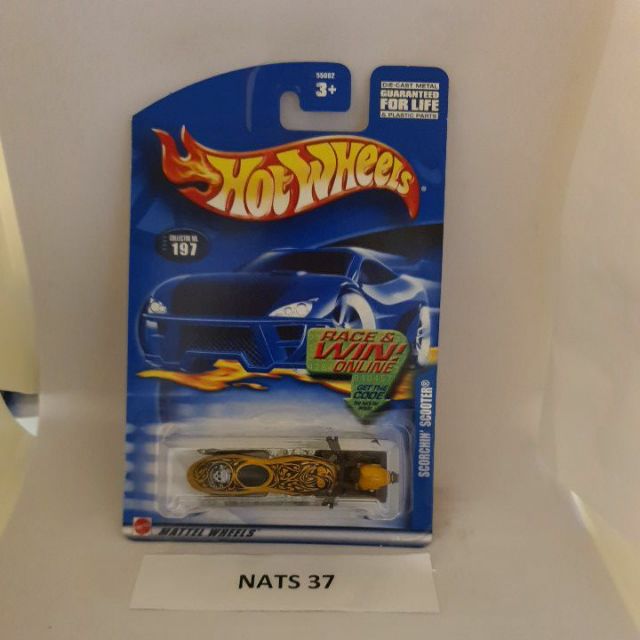 55082
3+
DIE-CAST METAL
GUARANTEED
FOR LIFE
& PLASTIC PARTS
HOT WHEELS
COLLECTOR NO.
197
RACE &
WIN!
ONLINE
GET THE
CODE!
SCORCHIN' SCOOTER®
MATTEL WHEELS
NATS 37